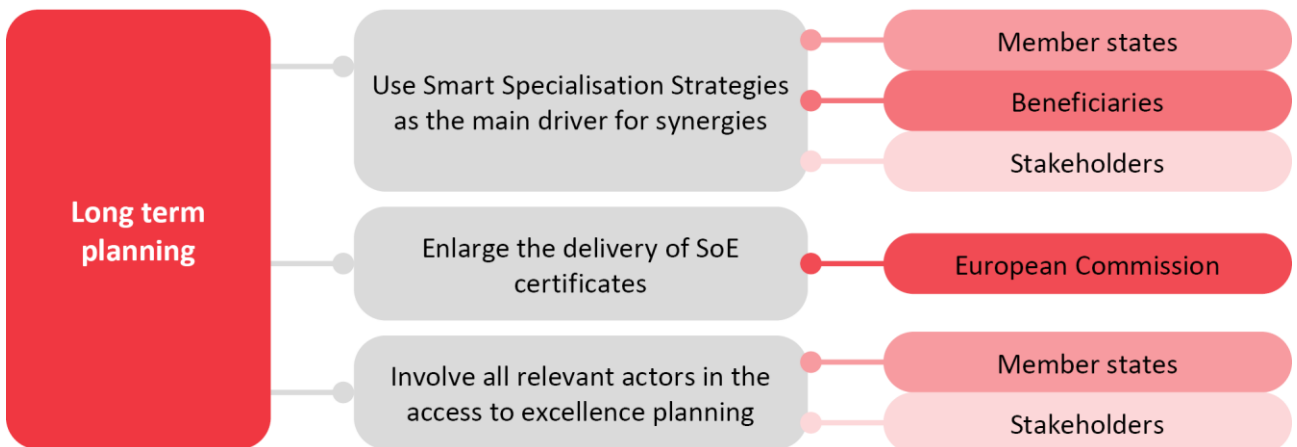 Long term
planning
Use Smart Specialisation Strategies
as the main driver for synergies
Member states
Beneficiaries
Stakeholders
Enlarge the delivery of SoE
certificates
European Commission
Involve all relevant actors in the
access to excellence planning
Member states
Stakeholders